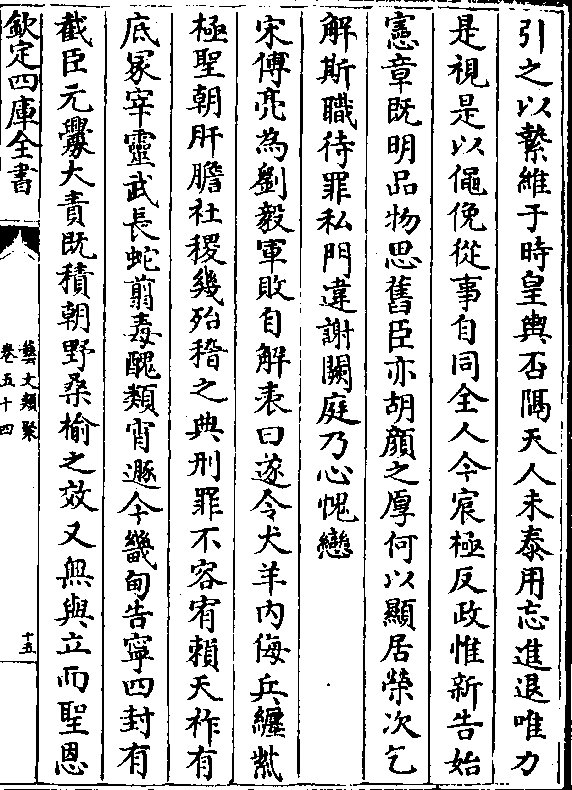 引之以縶維于時皇輿否隔天人未泰用忘進退唯力
是視是以僶俛從事自同全人今宸極反政惟新告始
憲章既明品物思舊臣亦胡顔之厚何以顯居榮次乞
解斯職待罪私門違謝闕庭乃心愧戀
宋傅亮為劉毅軍敗自解表曰遂令犬羊内侮兵纏紫
極聖朝肝膽社稷幾殆稽之典刑罪不容宥賴天祚有
底冢宰靈武長蛇翦毒醜類宵遯今畿甸告寧四封有
截臣元釁大責既積朝野桑榆之效又無與立而聖恩
欽定四庫全書
藝文類聚
卷五十四
十五